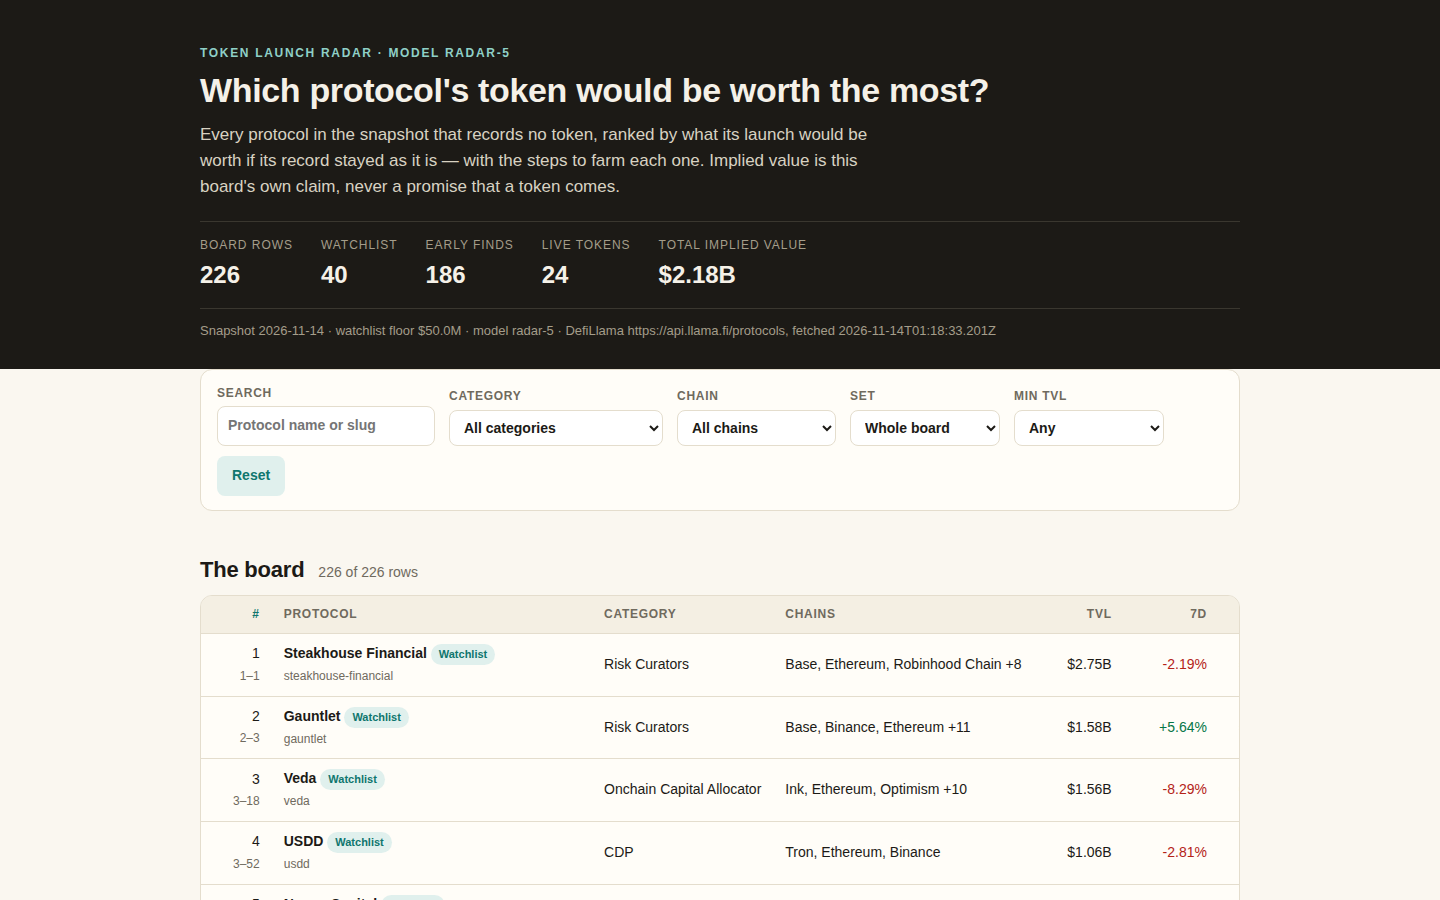 TOKEN LAUNCH RADAR · MODEL RADAR-5
Which protocol's token would be worth the most?
Every protocol in the snapshot that records no token, ranked by what its launch would be
worth if its record stayed as it is — with the steps to farm each one. Implied value is this
board's own claim, never a promise that a token comes.
BOARD ROWS WATCHLIST EARLY FINDS LIVE TOKENS TOTAL IMPLIED VALUE
226 40 186 24 $2.18B
Snapshot 2026-11-14 · watchlist floor $50.0M · model radar-5 · DefiLlama https://api.llama.fi/protocols, fetched 2026-11-14T01:18:33.201Z
SEARCH CATEGORY CHAIN SET MIN TVL
Protocol name or slug All categories All chains Whole board Any
Reset
The board 226 of 226 rows
# PROTOCOL CATEGORY CHAINS TVL 7D
1 Steakhouse Financial Watchlist Risk Curators Base, Ethereum, Robinhood Chain +8 $2.75B -2.19%
1–1 steakhouse-financial
2 Gauntlet Watchlist Risk Curators Base, Binance, Ethereum +11 $1.58B +5.64%
2–3 gauntlet
3 Veda Watchlist Onchain Capital Allocator Ink, Ethereum, Optimism +10 $1.56B -8.29%
3–18 veda
4 USDD Watchlist CDP Tron, Ethereum, Binance $1.06B -2.81%
3–52 usdd